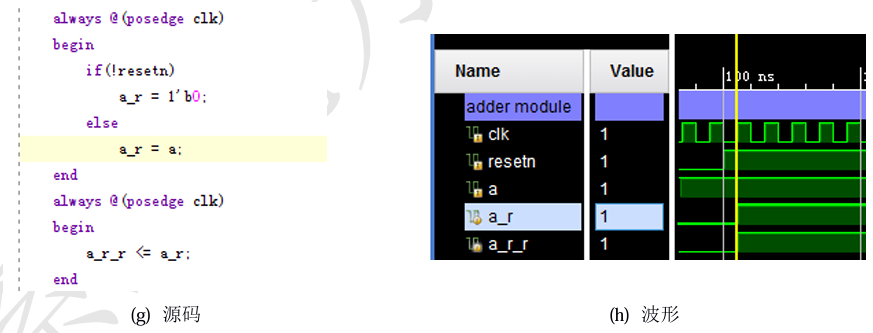 always @(posedge clk)
begin
if(!resetn)
a_r = 1'b0;
else
a_r = a;
end
always @(posedge clk)
begin
a_r_r <= a_r;
end
(g) 源码
Name Value
100 ns
adder module
clk 1
resetn 1
a 1
a_r 1
a_r_r 1
(h) 波形